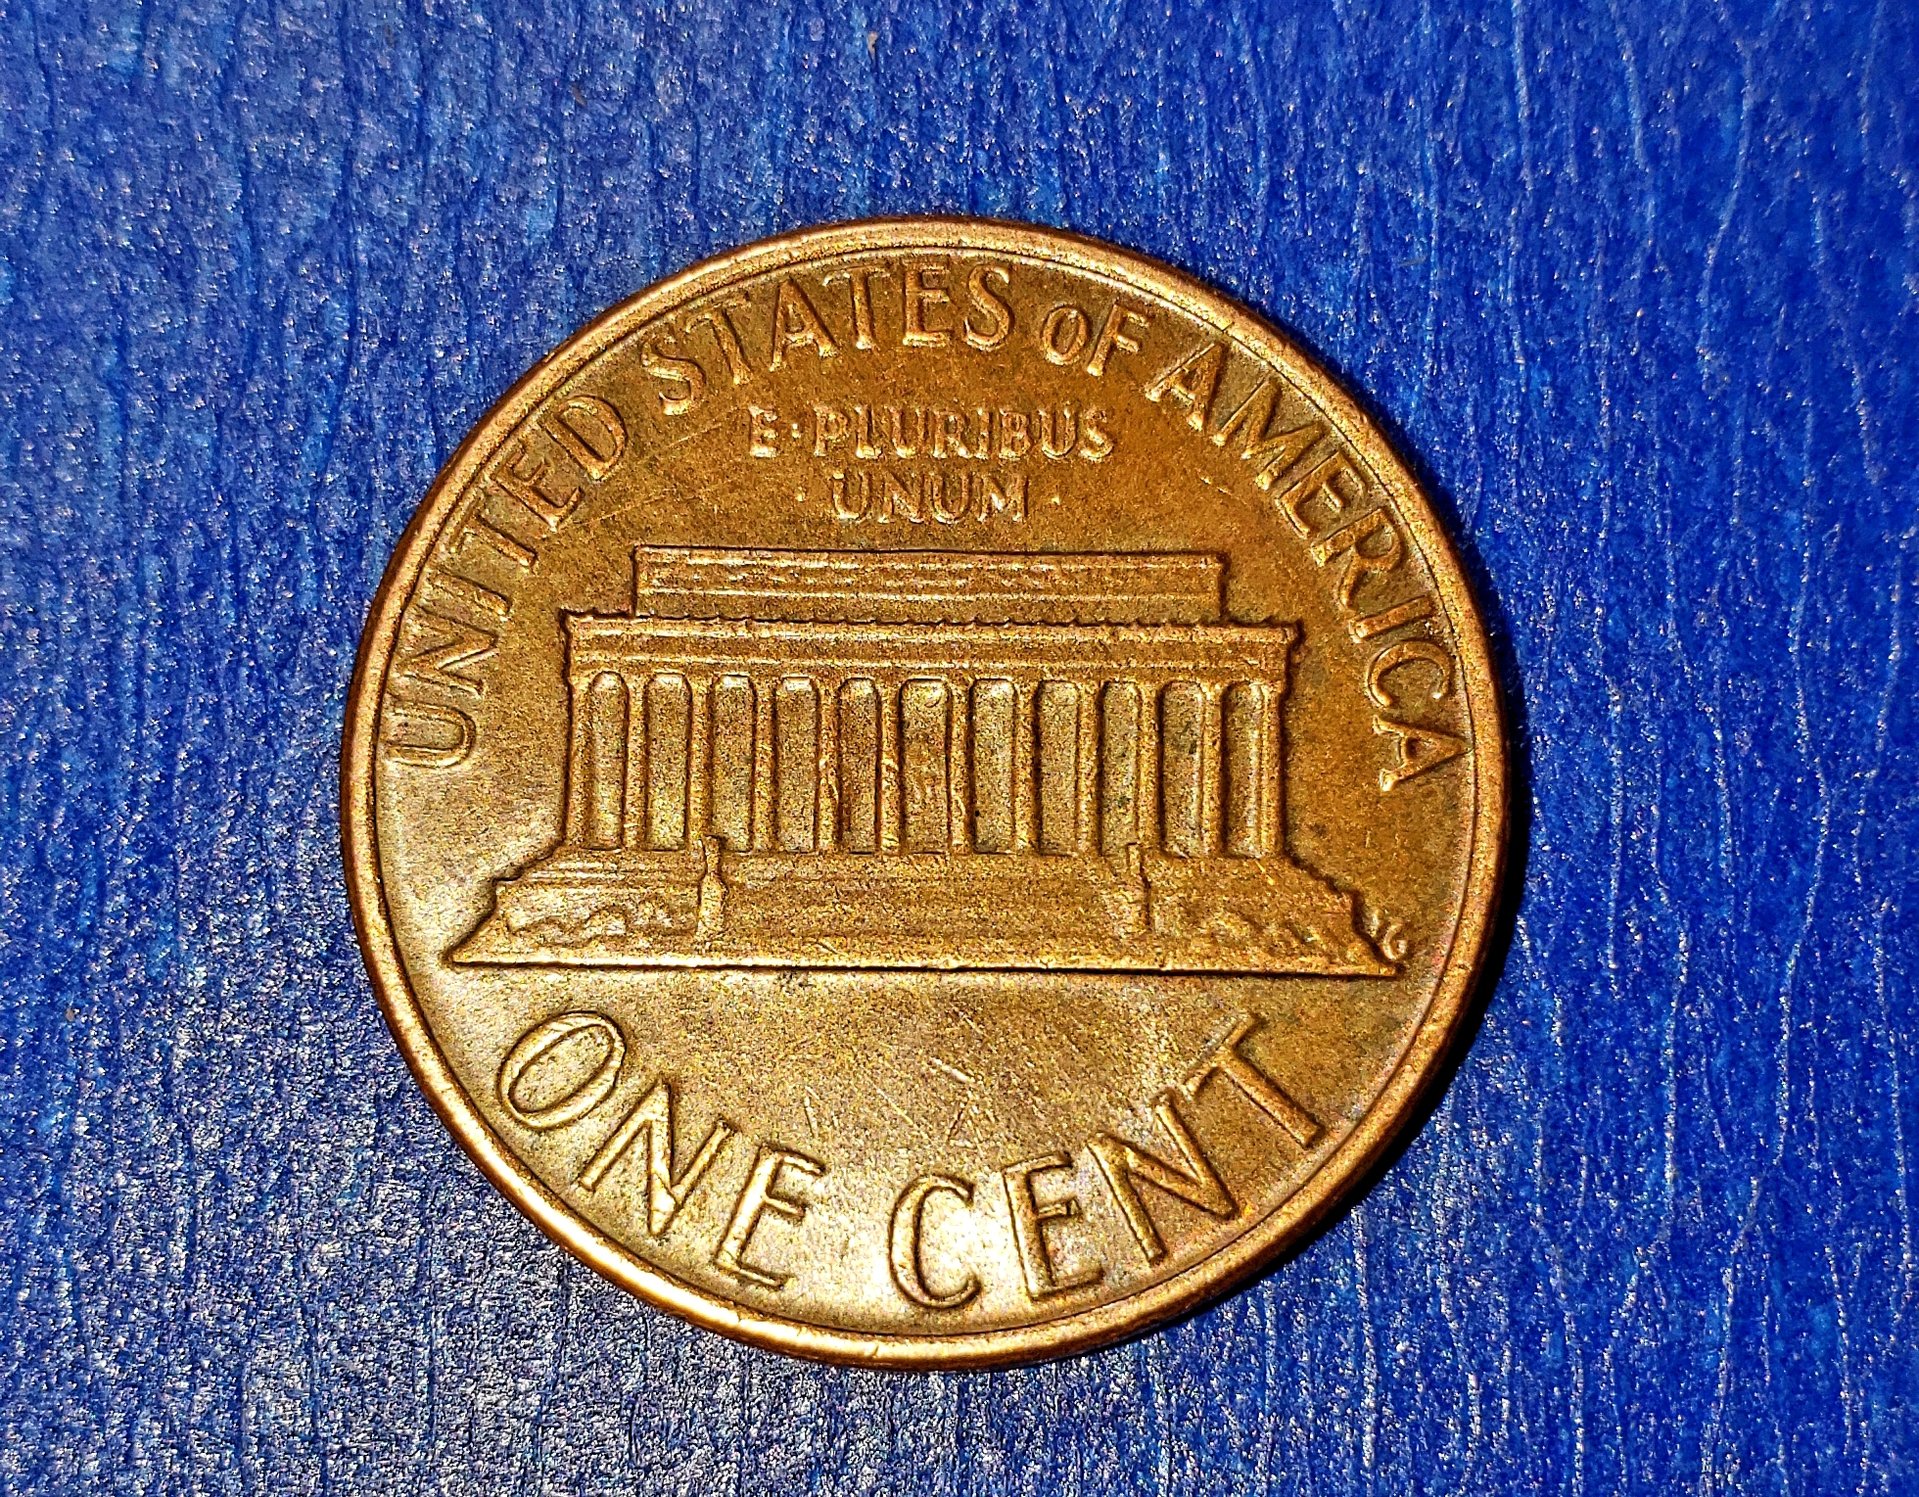 UNITED STATES oF AMERICA
E·PLURIBUS
· UNUM ·
ONE CENT